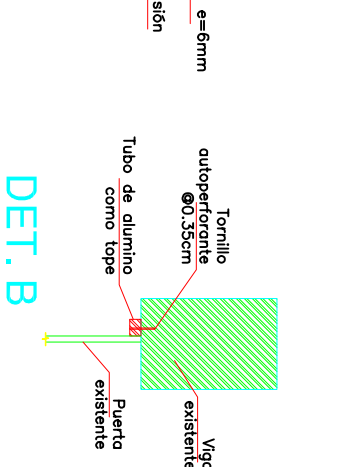 e=6mm
sión
Tornillo
autoperforante
@0.35cm
Tubo de alumino
como tope
Viga
existente
Puerta
existente
DET. B